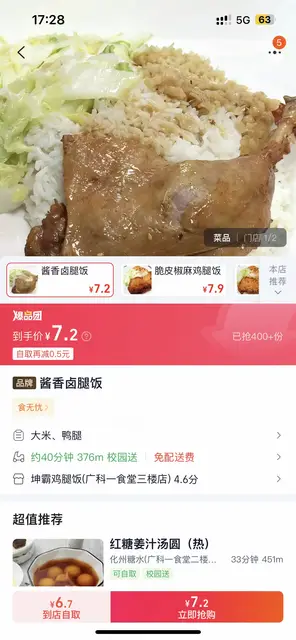 17:28
5G 63
5
菜品 门店1/2
酱香卤腿饭
¥7.2
脆皮椒麻鸡腿饭
¥7.9
本店
推荐
爆品团
到手价 ¥7.2
已抢400+份
自取再减0.5元
品牌 酱香卤腿饭
食无忧
大米、鸭腿
约40分钟 376m 校园送 免配送费
坤霸鸡腿饭(广科一食堂三楼店) 4.6分
超值推荐
红糖姜汁汤圆（热）
化州糖水(广科一食堂二楼... 33分钟 451m
可自取 校园送
¥6.7
到店自取
¥7.2
立即抢购